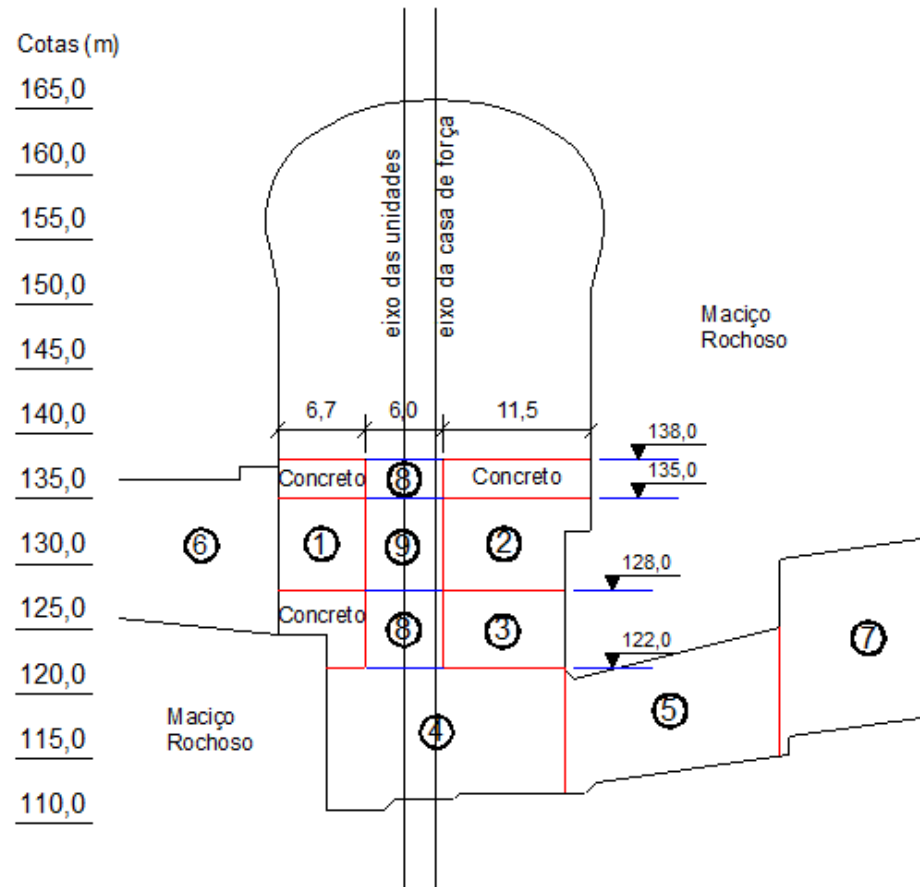 Cotas (m)
165,0
160,0
155,0
150,0
145,0
140,0
135,0
130,0
125,0
120,0
115,0
110,0
eixo das unidades
eixo da casa de força
Maciço
Rochoso
6,7 6,0 11,5
138,0
Concreto 8 Concreto
135,0
6 1 9 2
128,0
Concreto 8 3
122,0
7
5
Maciço
Rochoso
4